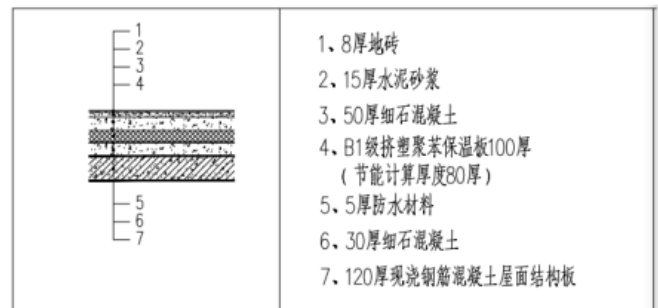 1
2
3
4
5
6
7
1、8厚地砖
2、15厚水泥砂浆
3、50厚细石混凝土
4、B1级挤塑聚苯保温板100厚
（节能计算厚度80厚）
5、5厚防水材料
6、30厚细石混凝土
7、120厚现浇钢筋混凝土屋面结构板